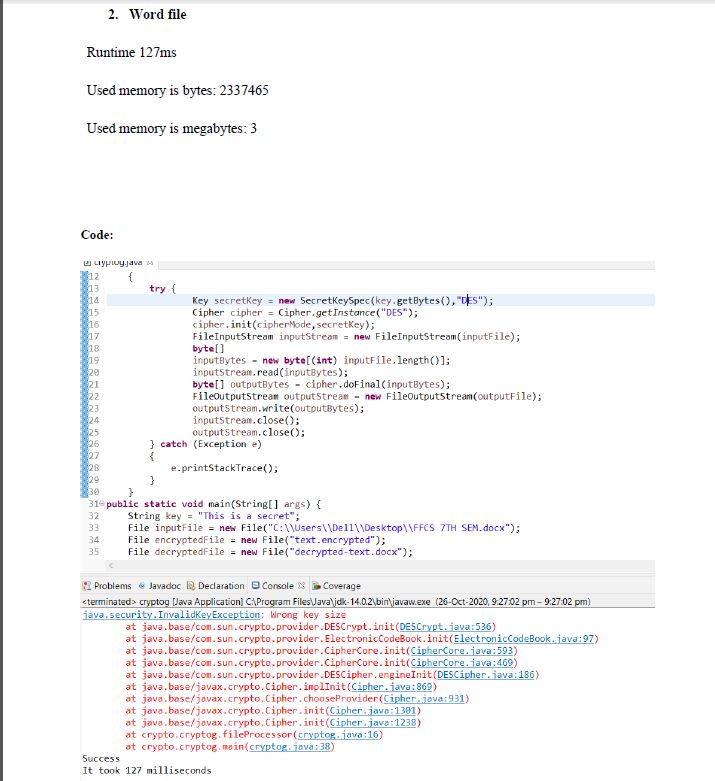 2. Word file
Runtime 127ms
Used memory is bytes: 2337465
Used memory is megabytes: 3
Code:
cryptog.java
12 {
13 try {
14 Key secretKey = new SecretKeySpec(key.getBytes(),"DES");
15 Cipher cipher = Cipher.getInstance("DES");
16 cipher.init(cipherMode,secretKey);
17 FileInputStream inputStream = new FileInputStream(inputFile);
18 byte[]
19 inputBytes = new byte[(int) inputFile.length()];
20 inputStream.read(inputBytes);
21 byte[] outputBytes = cipher.doFinal(inputBytes);
22 FileOutputStream outputStream = new FileOutputStream(outputFile);
23 outputStream.write(outputBytes);
24 inputStream.close();
25 outputStream.close();
26 } catch (Exception e)
27 {
28 e.printStackTrace();
29 }
30 }
31 public static void main(String[] args) {
32 String key = "This is a secret";
33 File inputFile = new File("C:\\Users\\Dell\\Desktop\\FFCS 7TH SEM.docx");
34 File encryptedFile = new File("text.encrypted");
35 File decryptedFile = new File("decrypted-text.docx");
Problems Javadoc Declaration Console Coverage
<terminated> cryptog [Java Application] C:\Program Files\Java\jdk-14.0.2\bin\javaw.exe (26-Oct-2020, 9:27:02 pm – 9:27:02 pm)
java.security.InvalidKeyException: Wrong key size
at java.base/com.sun.crypto.provider.DESCrypt.init(DESCrypt.java:536)
at java.base/com.sun.crypto.provider.ElectronicCodeBook.init(ElectronicCodeBook.java:97)
at java.base/com.sun.crypto.provider.CipherCore.init(CipherCore.java:593)
at java.base/com.sun.crypto.provider.CipherCore.init(CipherCore.java:469)
at java.base/com.sun.crypto.provider.DESCipher.engineInit(DESCipher.java:186)
at java.base/javax.crypto.Cipher.implInit(Cipher.java:869)
at java.base/javax.crypto.Cipher.chooseProvider(Cipher.java:931)
at java.base/javax.crypto.Cipher.init(Cipher.java:1301)
at java.base/javax.crypto.Cipher.init(Cipher.java:1238)
at crypto.cryptog.fileProcessor(cryptog.java:16)
at crypto.cryptog.main(cryptog.java:38)
Success
It took 127 milliseconds